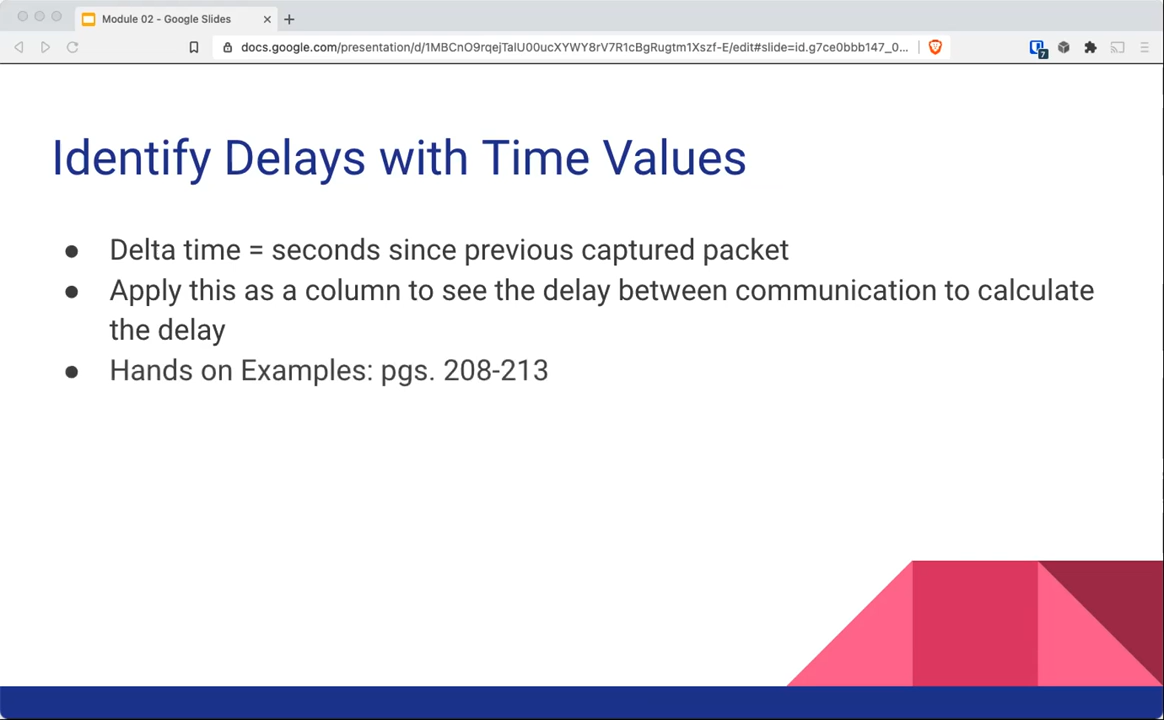 Module 02 - Google Slides
docs.google.com/presentation/d/1MBCnO9rqejTalU00ucXYWY8rV7R1cBgRugtm1Xszf-E/edit#slide=id.g7ce0bbb147_0...
7
Identify Delays with Time Values
● Delta time = seconds since previous captured packet
● Apply this as a column to see the delay between communication to calculate
the delay
● Hands on Examples: pgs. 208-213